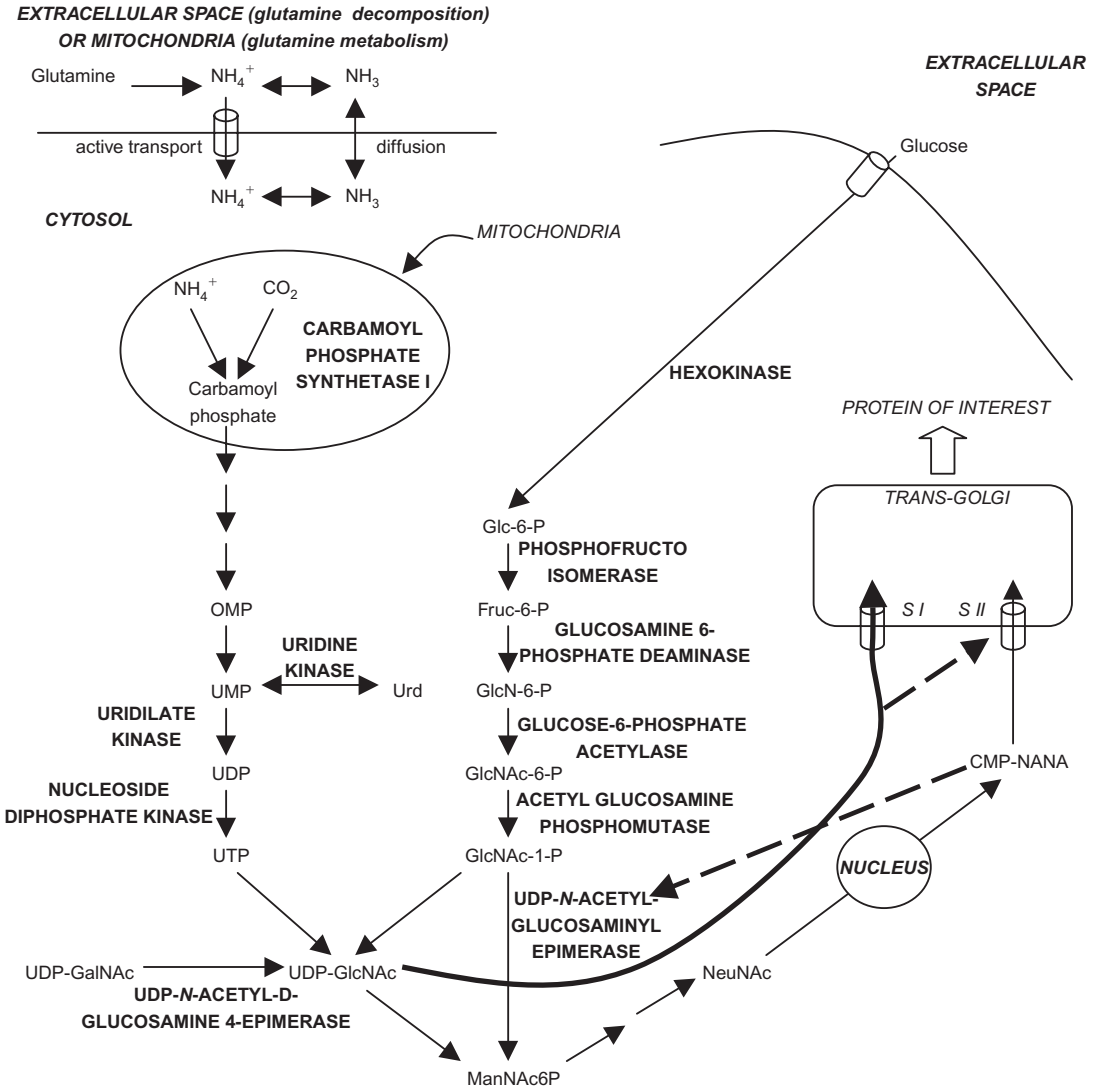 EXTRACELLULAR SPACE (glutamine decomposition)
OR MITOCHONDRIA (glutamine metabolism)
Glutamine
NH4+
NH3
active transport
diffusion
NH4+
NH3
CYTOSOL
EXTRACELLULAR
SPACE
Glucose
MITOCHONDRIA
NH4+
CO2
CARBAMOYL
PHOSPHATE
SYNTHETASE I
Carbamoyl
phosphate
HEXOKINASE
PROTEIN OF INTEREST
TRANS-GOLGI
S I
S II
Glc-6-P
PHOSPHOFRUCTO
ISOMERASE
OMP
Fruc-6-P
GLUCOSAMINE 6-
PHOSPHATE DEAMINASE
URIDINE
KINASE
UMP
Urd
GlcN-6-P
URIDILATE
KINASE
GLUCOSE-6-PHOSPHATE
ACETYLASE
UDP
GlcNAc-6-P
CMP-NANA
NUCLEOSIDE
DIPHOSPHATE KINASE
ACETYL GLUCOSAMINE
PHOSPHOMUTASE
UTP
GlcNAc-1-P
NUCLEUS
UDP-N-ACETYL-
GLUCOSAMINYL
EPIMERASE
UDP-GalNAc
UDP-GlcNAc
NeuNAc
UDP-N-ACETYL-D-
GLUCOSAMINE 4-EPIMERASE
ManNAc6P